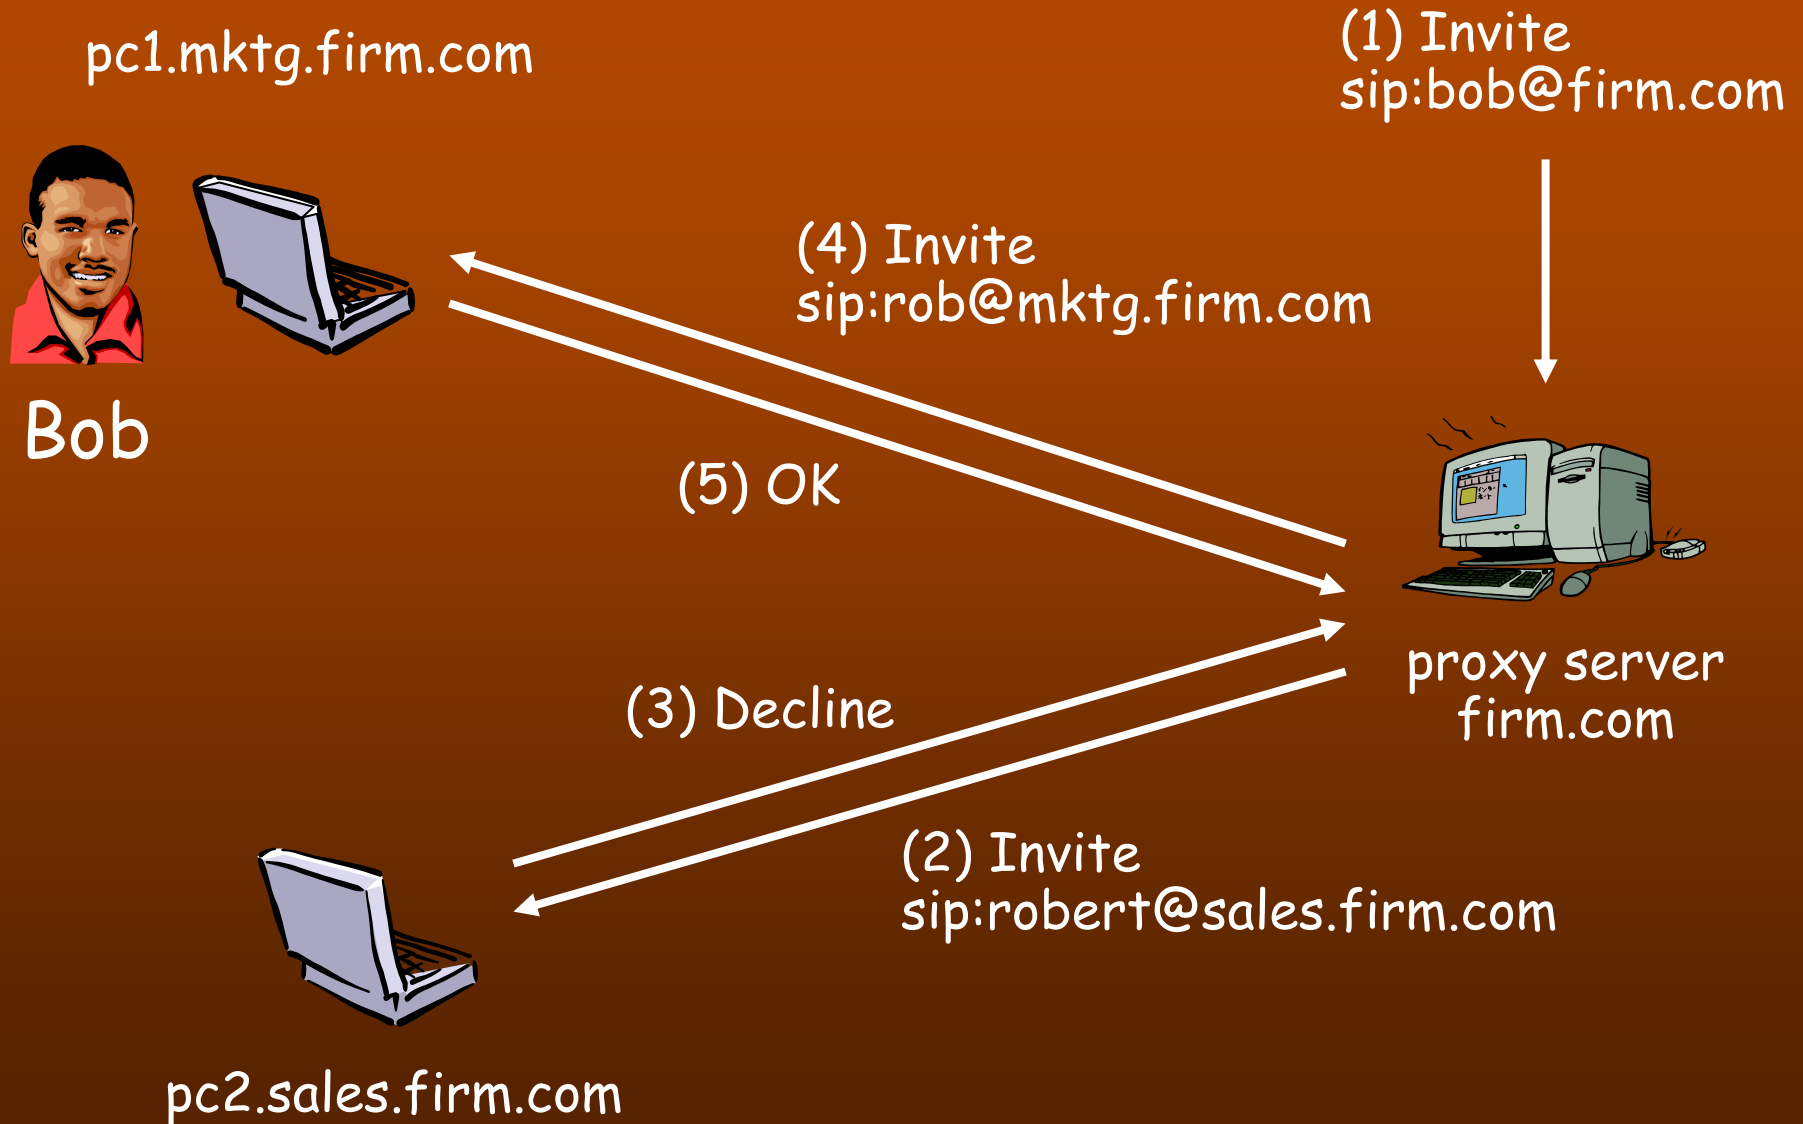 pc1.mktg.firm.com
(1) Invite
sip:bob@firm.com
(4) Invite
sip:rob@mktg.firm.com
Bob
(5) OK
proxy server
firm.com
(3) Decline
(2) Invite
sip:robert@sales.firm.com
pc2.sales.firm.com